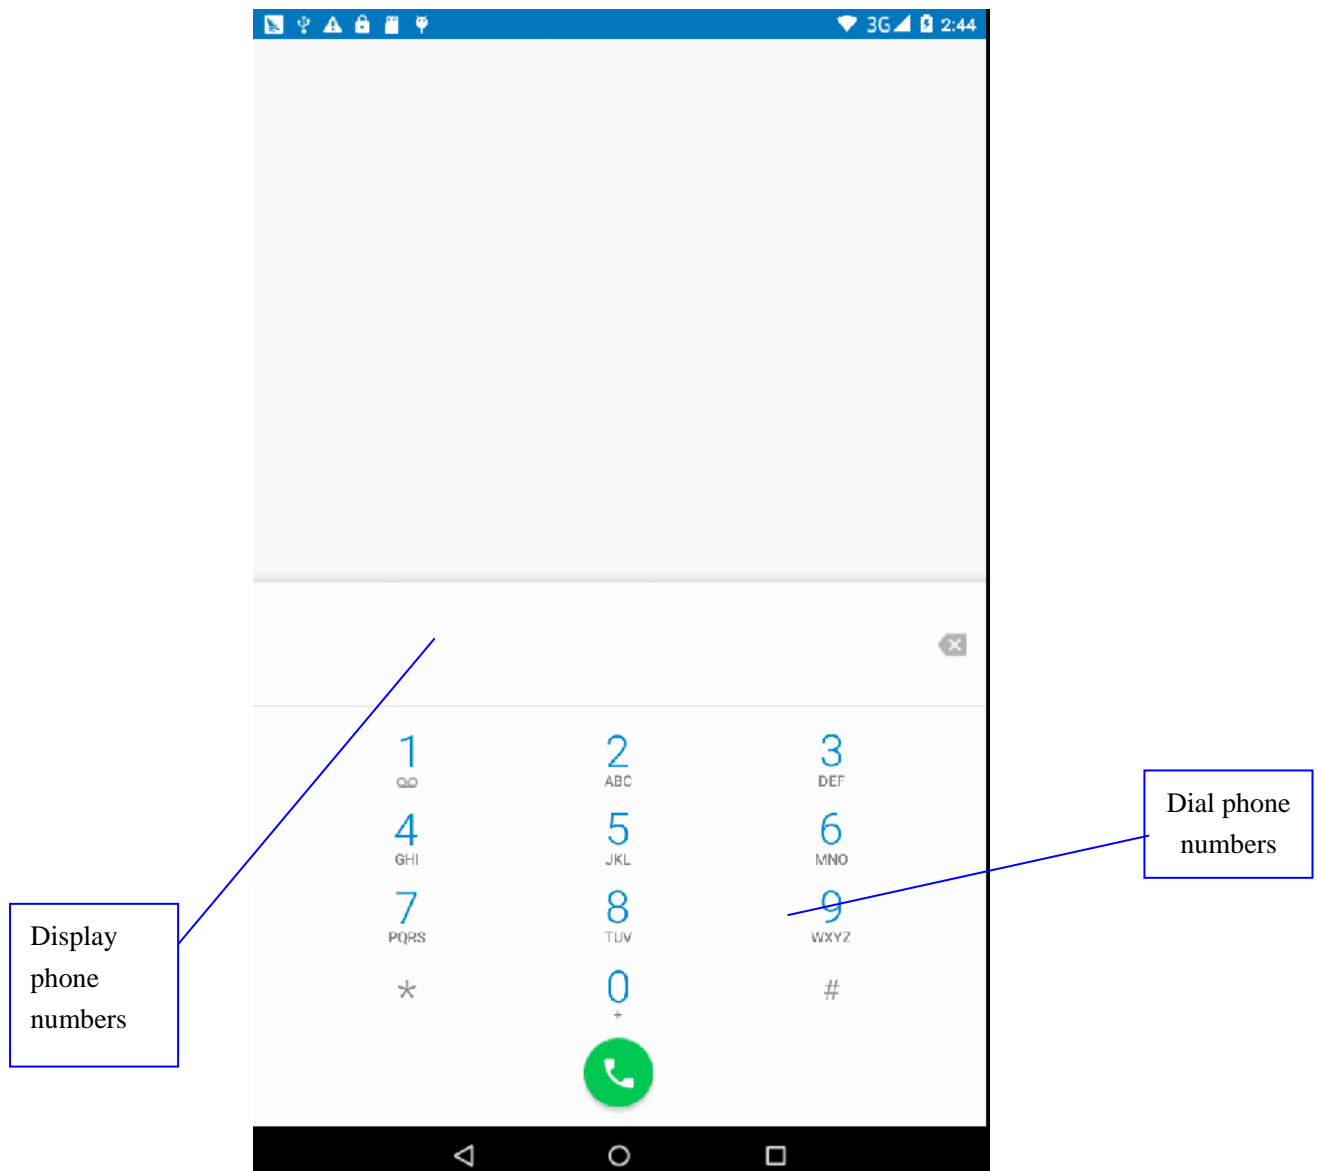 3G 2:44
1 2 3
ABC DEF
4 5 6
GHI JKL MNO
7 8 9
PQRS TUV WXYZ
* 0 #
+
Display
phone
numbers
Dial phone
numbers